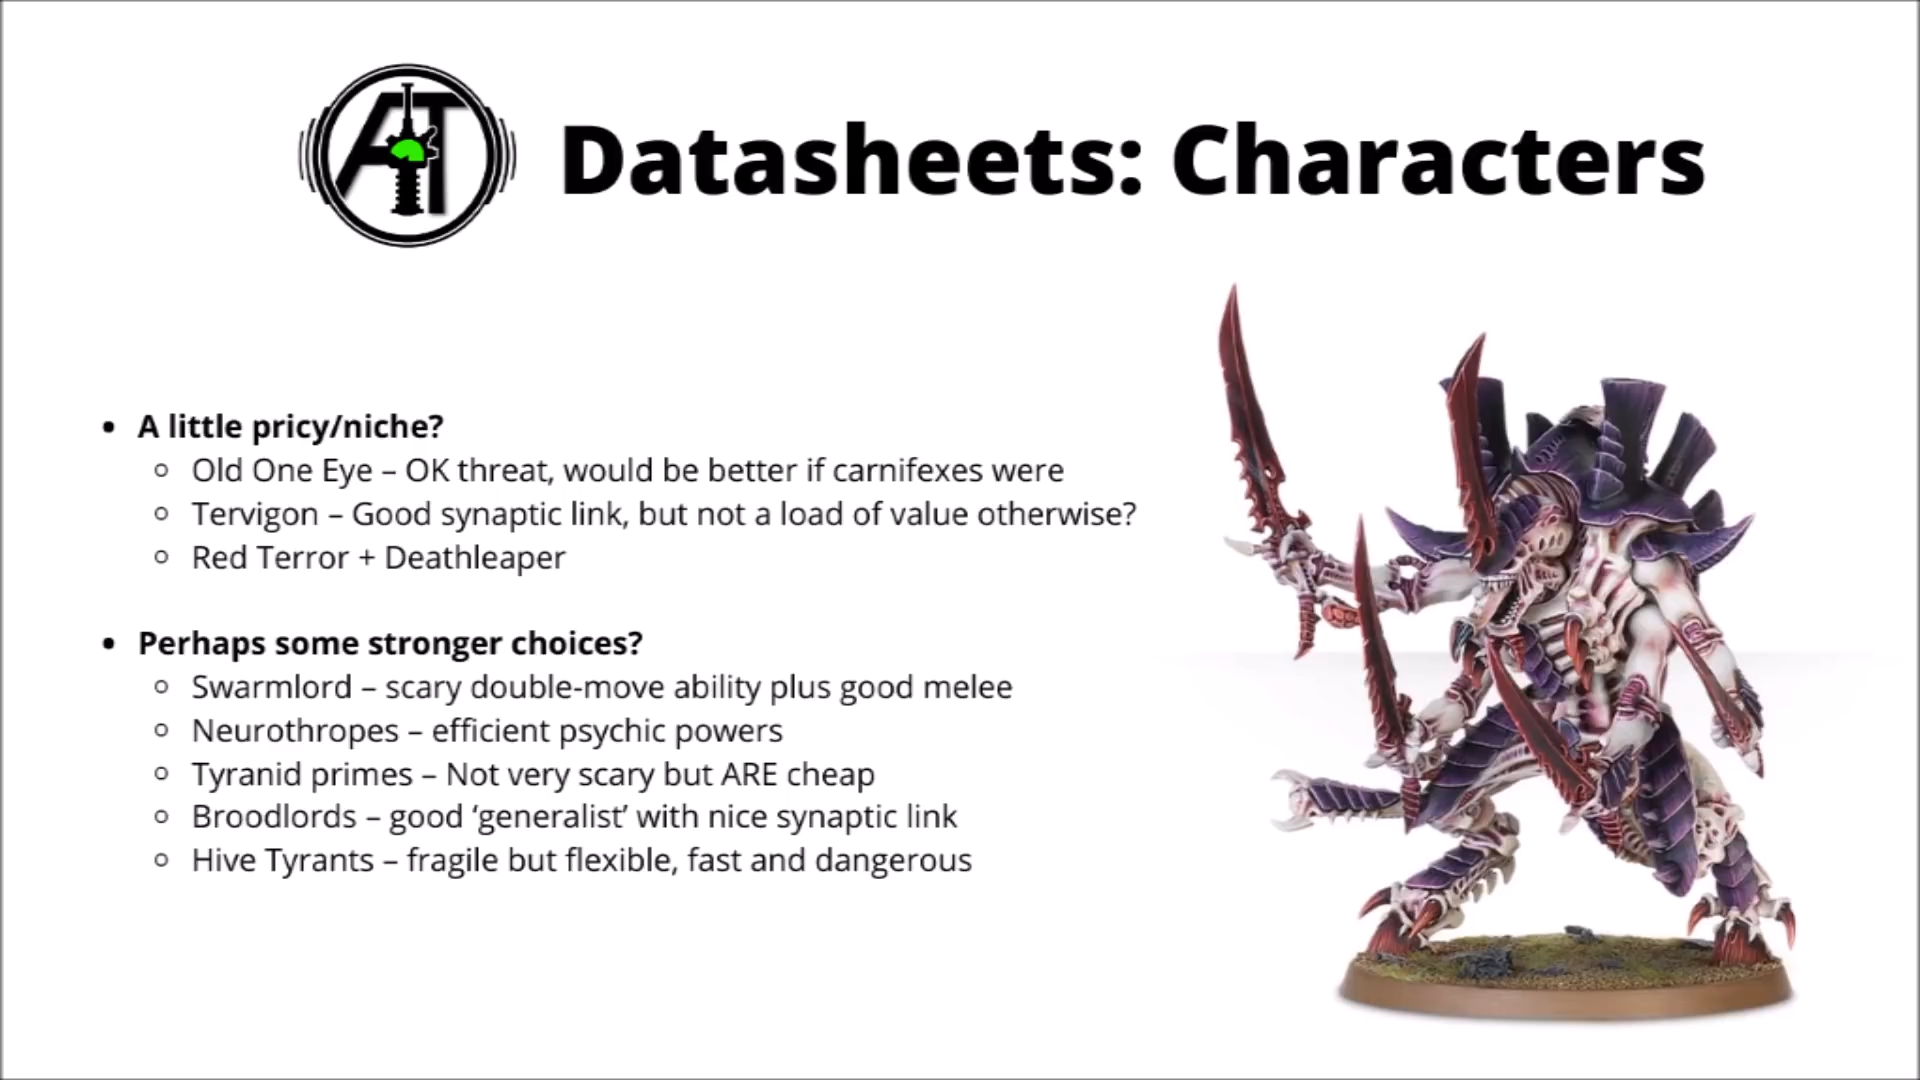 AT
Datasheets: Characters
• A little pricy/niche?
○ Old One Eye – OK threat, would be better if carnifexes were
○ Tervigon – Good synaptic link, but not a load of value otherwise?
○ Red Terror + Deathleaper
• Perhaps some stronger choices?
○ Swarmlord – scary double-move ability plus good melee
○ Neurothropes – efficient psychic powers
○ Tyranid primes – Not very scary but ARE cheap
○ Broodlords – good ‘generalist’ with nice synaptic link
○ Hive Tyrants – fragile but flexible, fast and dangerous